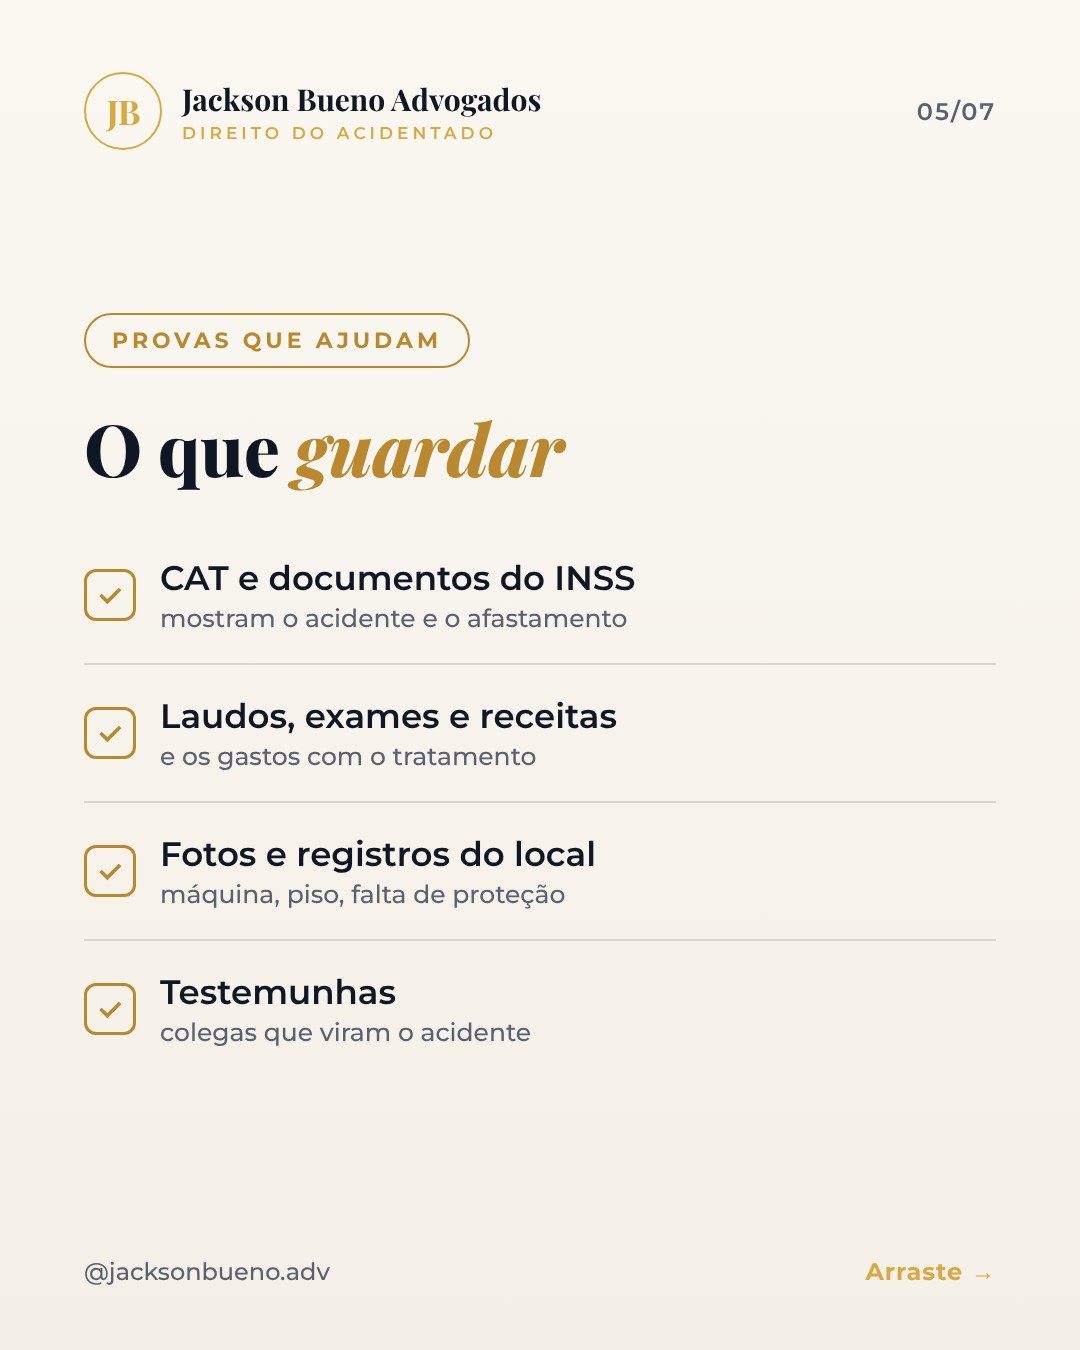 JB
Jackson Bueno Advogados
DIREITO DO ACIDENTADO
05/07
PROVAS QUE AJUDAM
O que guardar
CAT e documentos do INSS
mostram o acidente e o afastamento
Laudos, exames e receitas
e os gastos com o tratamento
Fotos e registros do local
máquina, piso, falta de proteção
Testemunhas
colegas que viram o acidente
@jacksonbueno.adv
Arraste →